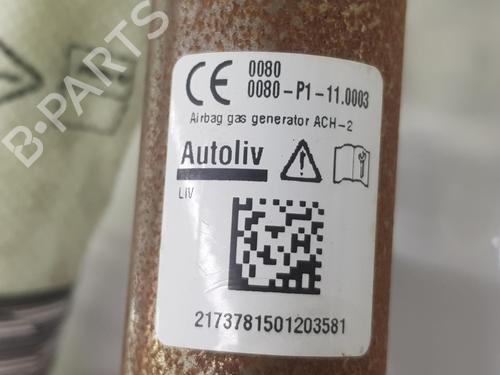 B-PARTS
CE 0080
0080-P1-11.0003
Airbag gas generator ACH-2
Autoliv
LIV
2173781501203581